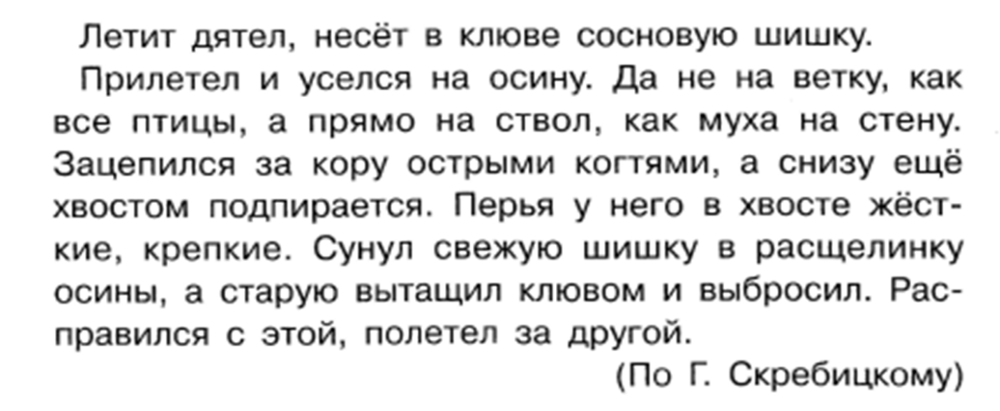 Летит дятел, несёт в клюве сосновую шишку.
Прилетел и уселся на осину. Да не на ветку, как
все птицы, а прямо на ствол, как муха на стену.
Зацепился за кору острыми когтями, а снизу ещё
хвостом подпирается. Перья у него в хвосте жёст-
кие, крепкие. Сунул свежую шишку в расщелинку
осины, а старую вытащил клювом и выбросил. Рас-
правился с этой, полетел за другой.
(По Г. Скребицкому)